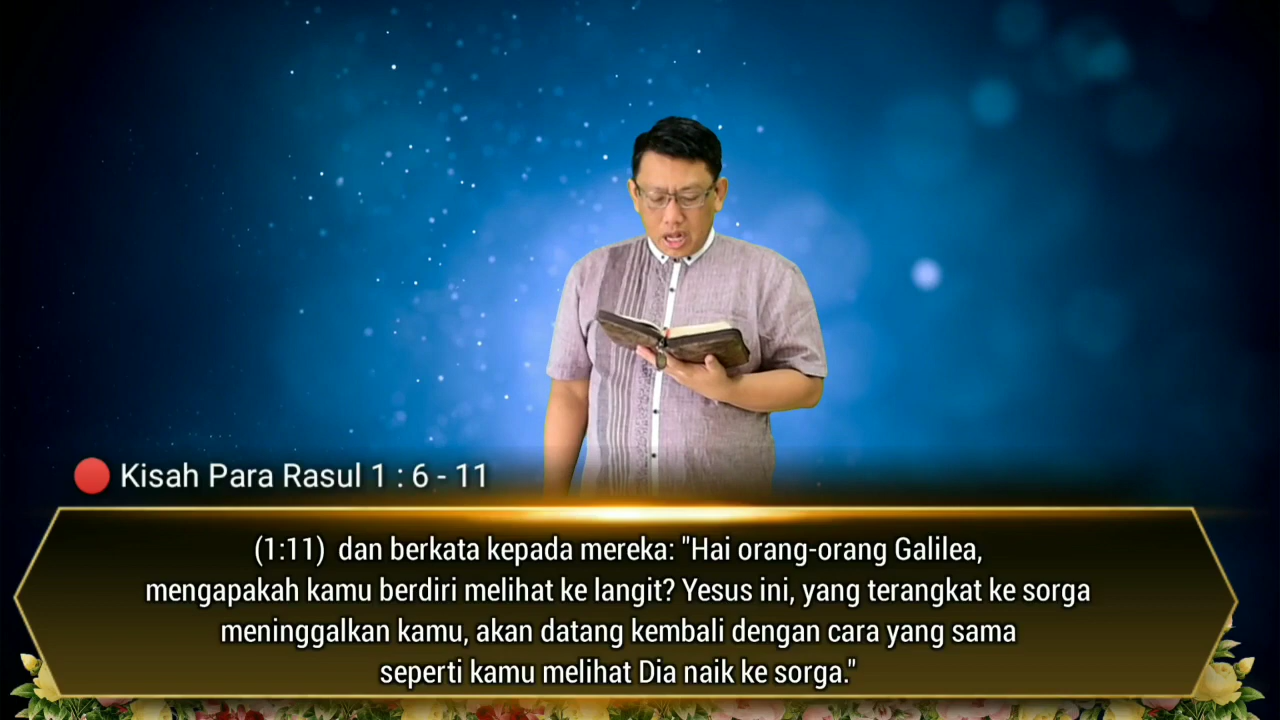 Kisah Para Rasul 1 : 6 - 11
(1:11) dan berkata kepada mereka: "Hai orang-orang Galilea,
mengapakah kamu berdiri melihat ke langit? Yesus ini, yang terangkat ke sorga
meninggalkan kamu, akan datang kembali dengan cara yang sama
seperti kamu melihat Dia naik ke sorga."